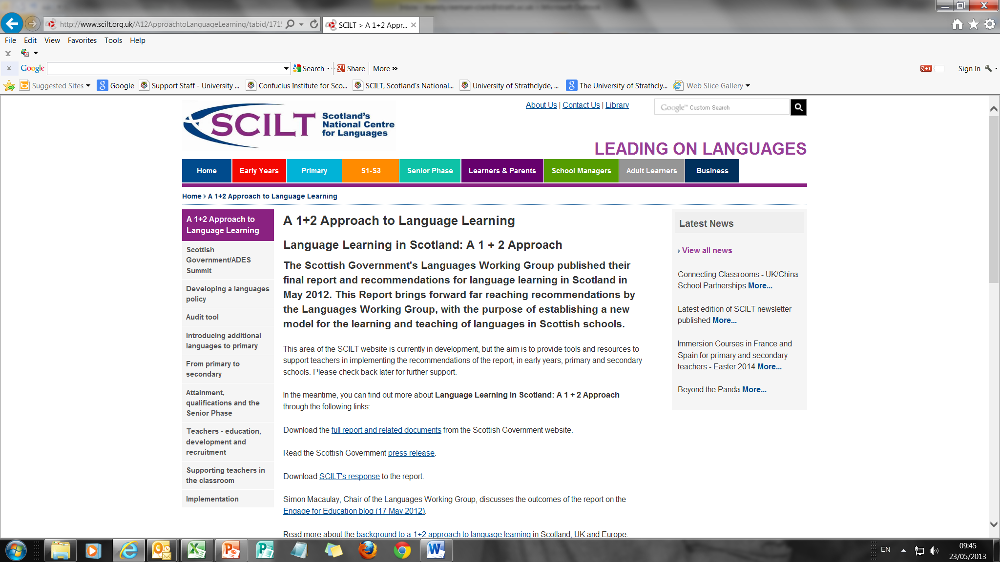 http://www.scilt.org.uk/A12ApproachtoLanguageLearning/tabid/171
SCILT > A 1+2 Appr...
File Edit View Favorites Tools Help
x
x Google Search Share More »
Sign In
Suggested Sites Google Support Staff - University ... Confucius Institute for Sco... SCILT, Scotland's National... University of Strathclyde, ... The University of Strathcly... Web Slice Gallery
About Us | Contact Us | Library
Google™ Custom Search
SCILT
Scotland's
National Centre
for Languages
LEADING ON LANGUAGES
Home Early Years Primary S1-S3 Senior Phase Learners & Parents School Managers Adult Learners Business
Home A 1+2 Approach to Language Learning
A 1+2 Approach to
Language Learning
Scottish
Government/ADES
Summit
Developing a languages
policy
Audit tool
Introducing additional
languages to primary
From primary to
secondary
Attainment,
qualifications and the
Senior Phase
Teachers - education,
development and
recruitment
Supporting teachers in
the classroom
Implementation
A 1+2 Approach to Language Learning
Language Learning in Scotland: A 1 + 2 Approach
The Scottish Government's Languages Working Group published their
final report and recommendations for language learning in Scotland in
May 2012. This Report brings forward far reaching recommendations by
the Languages Working Group, with the purpose of establishing a new
model for the learning and teaching of languages in Scottish schools.
This area of the SCILT website is currently in development, but the aim is to provide tools and resources to
support teachers in implementing the recommendations of the report, in early years, primary and secondary
schools. Please check back later for further support.
In the meantime, you can find out more about Language Learning in Scotland: A 1 + 2 Approach
through the following links:
Download the full report and related documents from the Scottish Government website.
Read the Scottish Government press release.
Download SCILT's response to the report.
Simon Macaulay, Chair of the Languages Working Group, discusses the outcomes of the report on the
Engage for Education blog (17 May 2012).
Read more about the background to a 1+2 approach to language learning in Scotland, UK and Europe.
Latest News
View all news
Connecting Classrooms - UK/China
School Partnerships More...
Latest edition of SCILT newsletter
published More...
Immersion Courses in France and
Spain for primary and secondary
teachers - Easter 2014 More...
Beyond the Panda More...
EN
09:45
23/05/2013